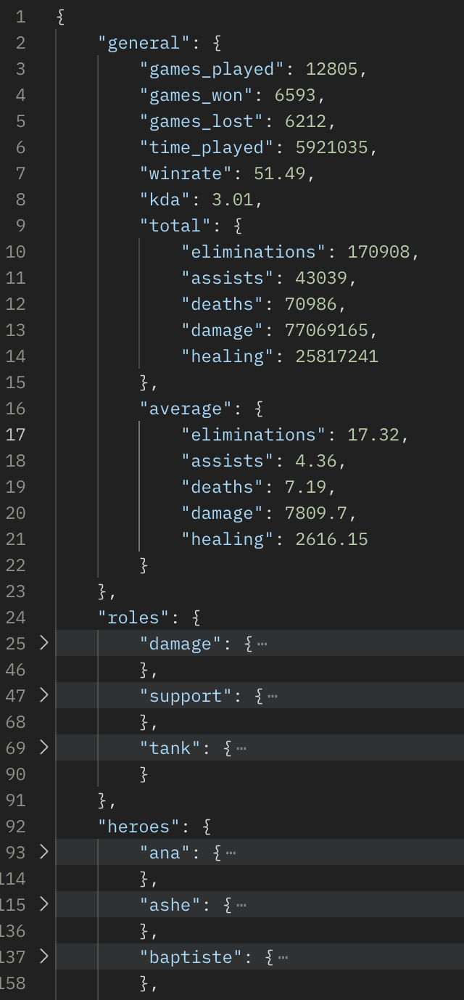 1 {
2 "general": {
3 "games_played": 12805,
4 "games_won": 6593,
5 "games_lost": 6212,
6 "time_played": 5921035,
7 "winrate": 51.49,
8 "kda": 3.01,
9 "total": {
10 "eliminations": 170908,
11 "assists": 43039,
12 "deaths": 70986,
13 "damage": 77069165,
14 "healing": 25817241
15 },
16 "average": {
17 "eliminations": 17.32,
18 "assists": 4.36,
19 "deaths": 7.19,
20 "damage": 7809.7,
21 "healing": 2616.15
22 }
23 },
24 "roles": {
25 > "damage": {⋯
46 },
47 > "support": {⋯
68 },
69 > "tank": {⋯
90 }
91 },
92 "heroes": {
93 > "ana": {⋯
114 },
115 > "ashe": {⋯
136 },
137 > "baptiste": {⋯
158 },